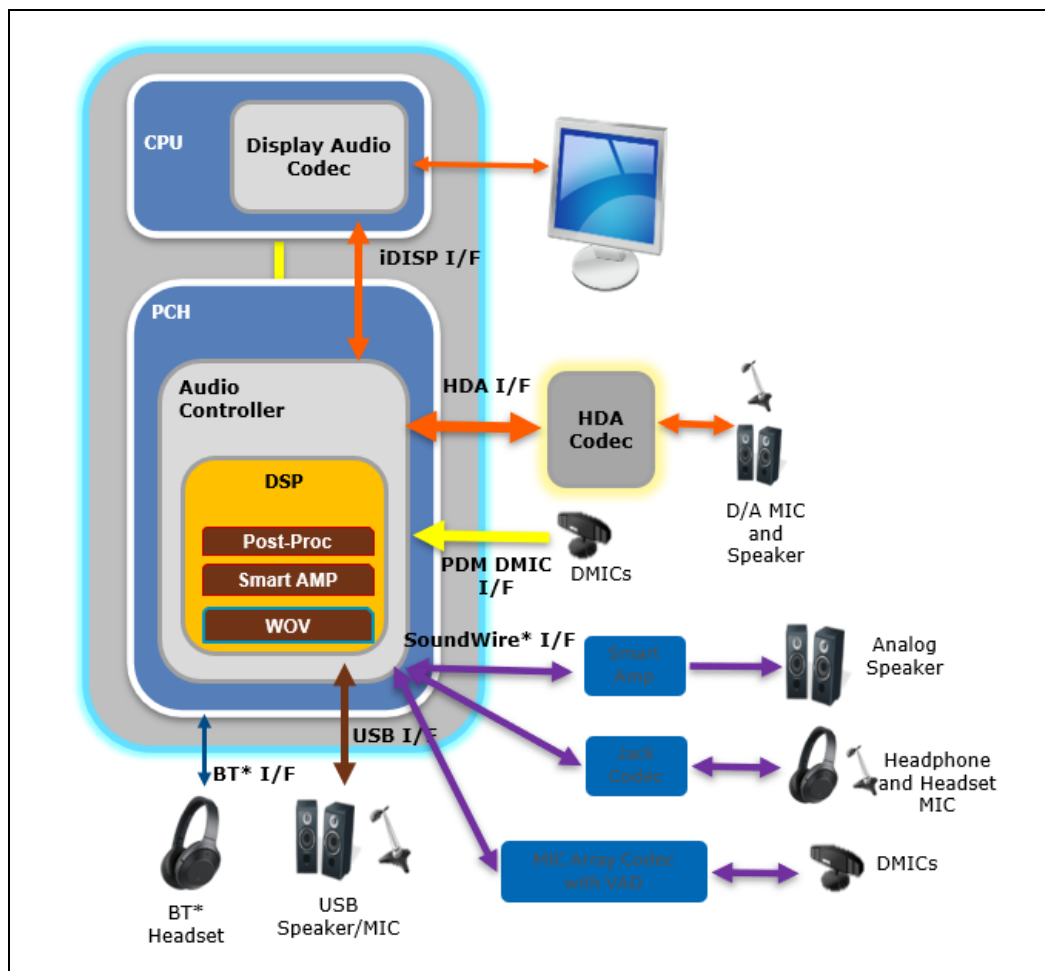 CPU
Display Audio
Codec
iDISP I/F
PCH
Audio
Controller
HDA I/F
HDA
Codec
D/A MIC
and
Speaker
DSP
Post-Proc
Smart AMP
WOV
PDM DMIC
I/F
DMICs
SoundWire* I/F
Smart
Amp
Analog
Speaker
USB I/F
Jack
Codec
Headphone
and Headset
MIC
BT* I/F
MIC Array Codec
with VAD
DMICs
BT*
Headset
USB
Speaker/MIC